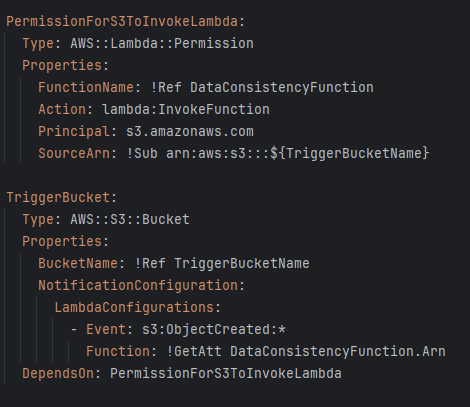 PermissionForS3ToInvokeLambda:
  Type: AWS::Lambda::Permission
  Properties:
    FunctionName: !Ref DataConsistencyFunction
    Action: lambda:InvokeFunction
    Principal: s3.amazonaws.com
    SourceArn: !Sub arn:aws:s3:::${TriggerBucketName}

TriggerBucket:
  Type: AWS::S3::Bucket
  Properties:
    BucketName: !Ref TriggerBucketName
    NotificationConfiguration:
      LambdaConfigurations:
        - Event: s3:ObjectCreated:*
          Function: !GetAtt DataConsistencyFunction.Arn
  DependsOn: PermissionForS3ToInvokeLambda